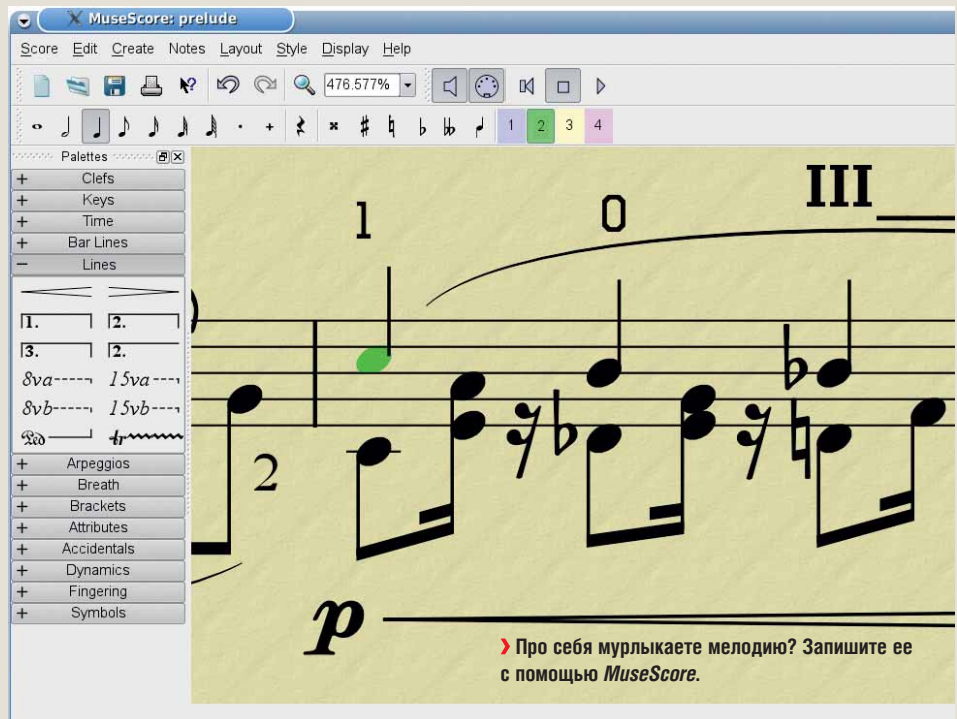 MuseScore: prelude
Score Edit Create Notes Layout Style Display Help
476.577%
1 2 3 4
Palettes
+ Clefs
+ Keys
+ Time
+ Bar Lines
− Lines
1. 2.
3. 2.
8va 15va
8vb 15vb
Ped tr
+ Arpeggios
+ Breath
+ Brackets
+ Attributes
+ Accidentals
+ Dynamics
+ Fingering
+ Symbols
1 0 III
2
p
› Про себя мурлыкаете мелодию? Запишите ее
с помощью MuseScore.